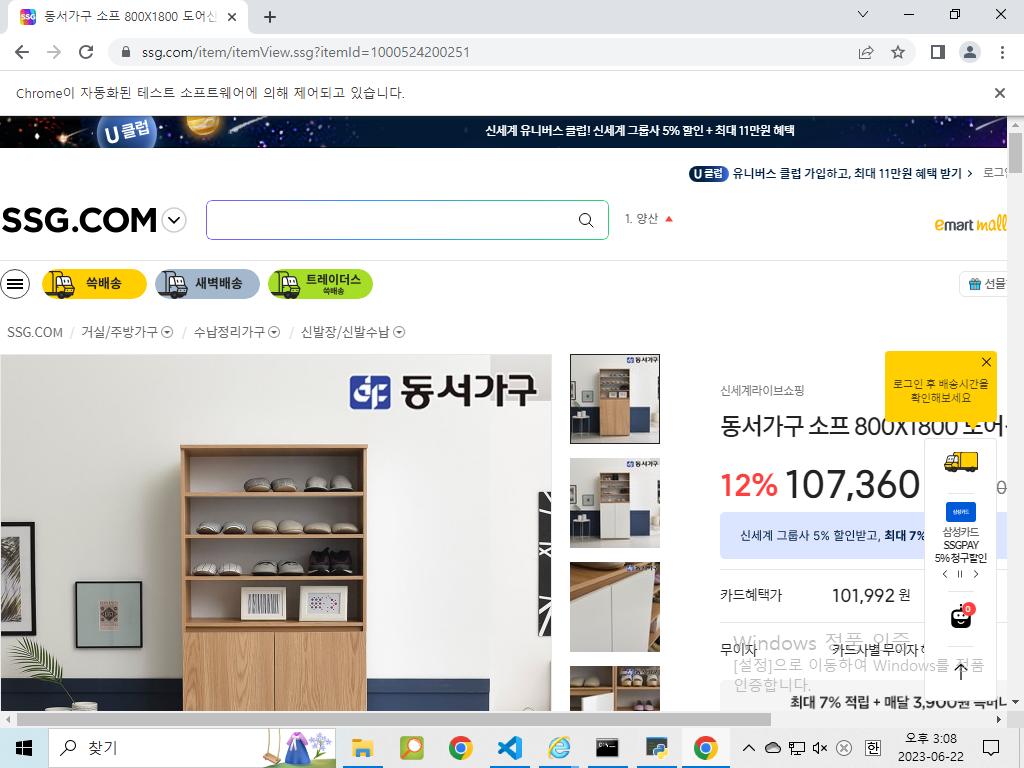 동서가구 소프 800X1800 도어신
ssg.com/item/itemView.ssg?itemId=1000524200251
Chrome이 자동화된 테스트 소프트웨어에 의해 제어되고 있습니다.
U 클럽
신세계 유니버스 클럽! 신세계 그룹사 5% 할인 + 최대 11만원 혜택
U 클럽 유니버스 클럽 가입하고, 최대 11만원 혜택 받기 >
로그인
SSG.COM
1. 양산
emart mall
쓱배송
새벽배송
트레이더스
쓱배송
선물
SSG.COM / 거실/주방가구 / 수납정리가구 / 신발장/신발수납
동서가구
동서가구
동서가구
신세계라이브쇼핑
로그인 후 배송시간을
확인해보세요
동서가구 소프 800X1800 도어
12% 107,360
신세계 그룹사 5% 할인받고, 최대 7%
삼성카드
삼성카드
SSGPAY
5% 청구할인
카드혜택가 101,992 원
0
무이자 카드사별 무이자
Windows 정품 인증
[설정]으로 이동하여 Windows를 정품
인증합니다.
최대 7% 적립 + 매달 3,900원
찾기
오후 3:08
2023-06-22
한